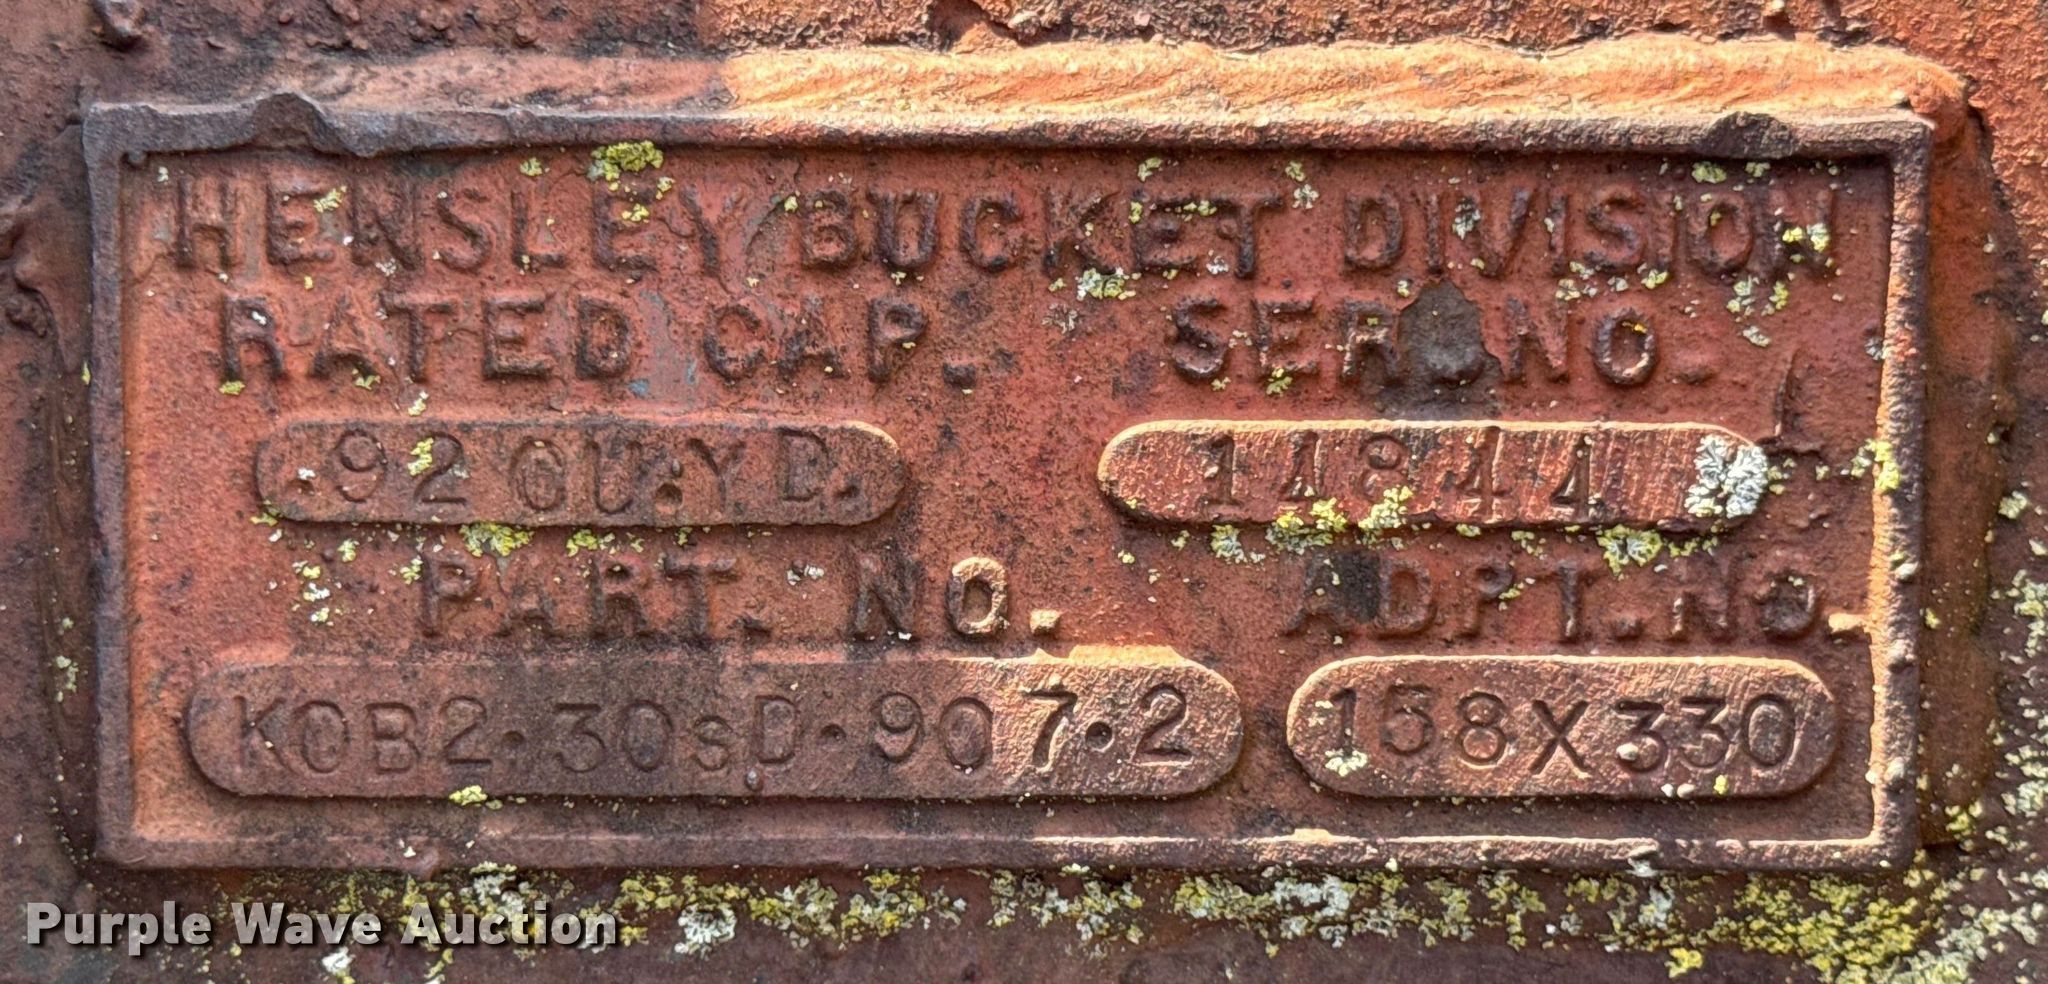 HENSLEY BUCKET DIVISION
RATED CAP. SER. NO.
.92 CU.YD. 14844
PART. NO. ADPT. NO.
KOB2.30SD.907.2 158X330
Purple Wave Auction